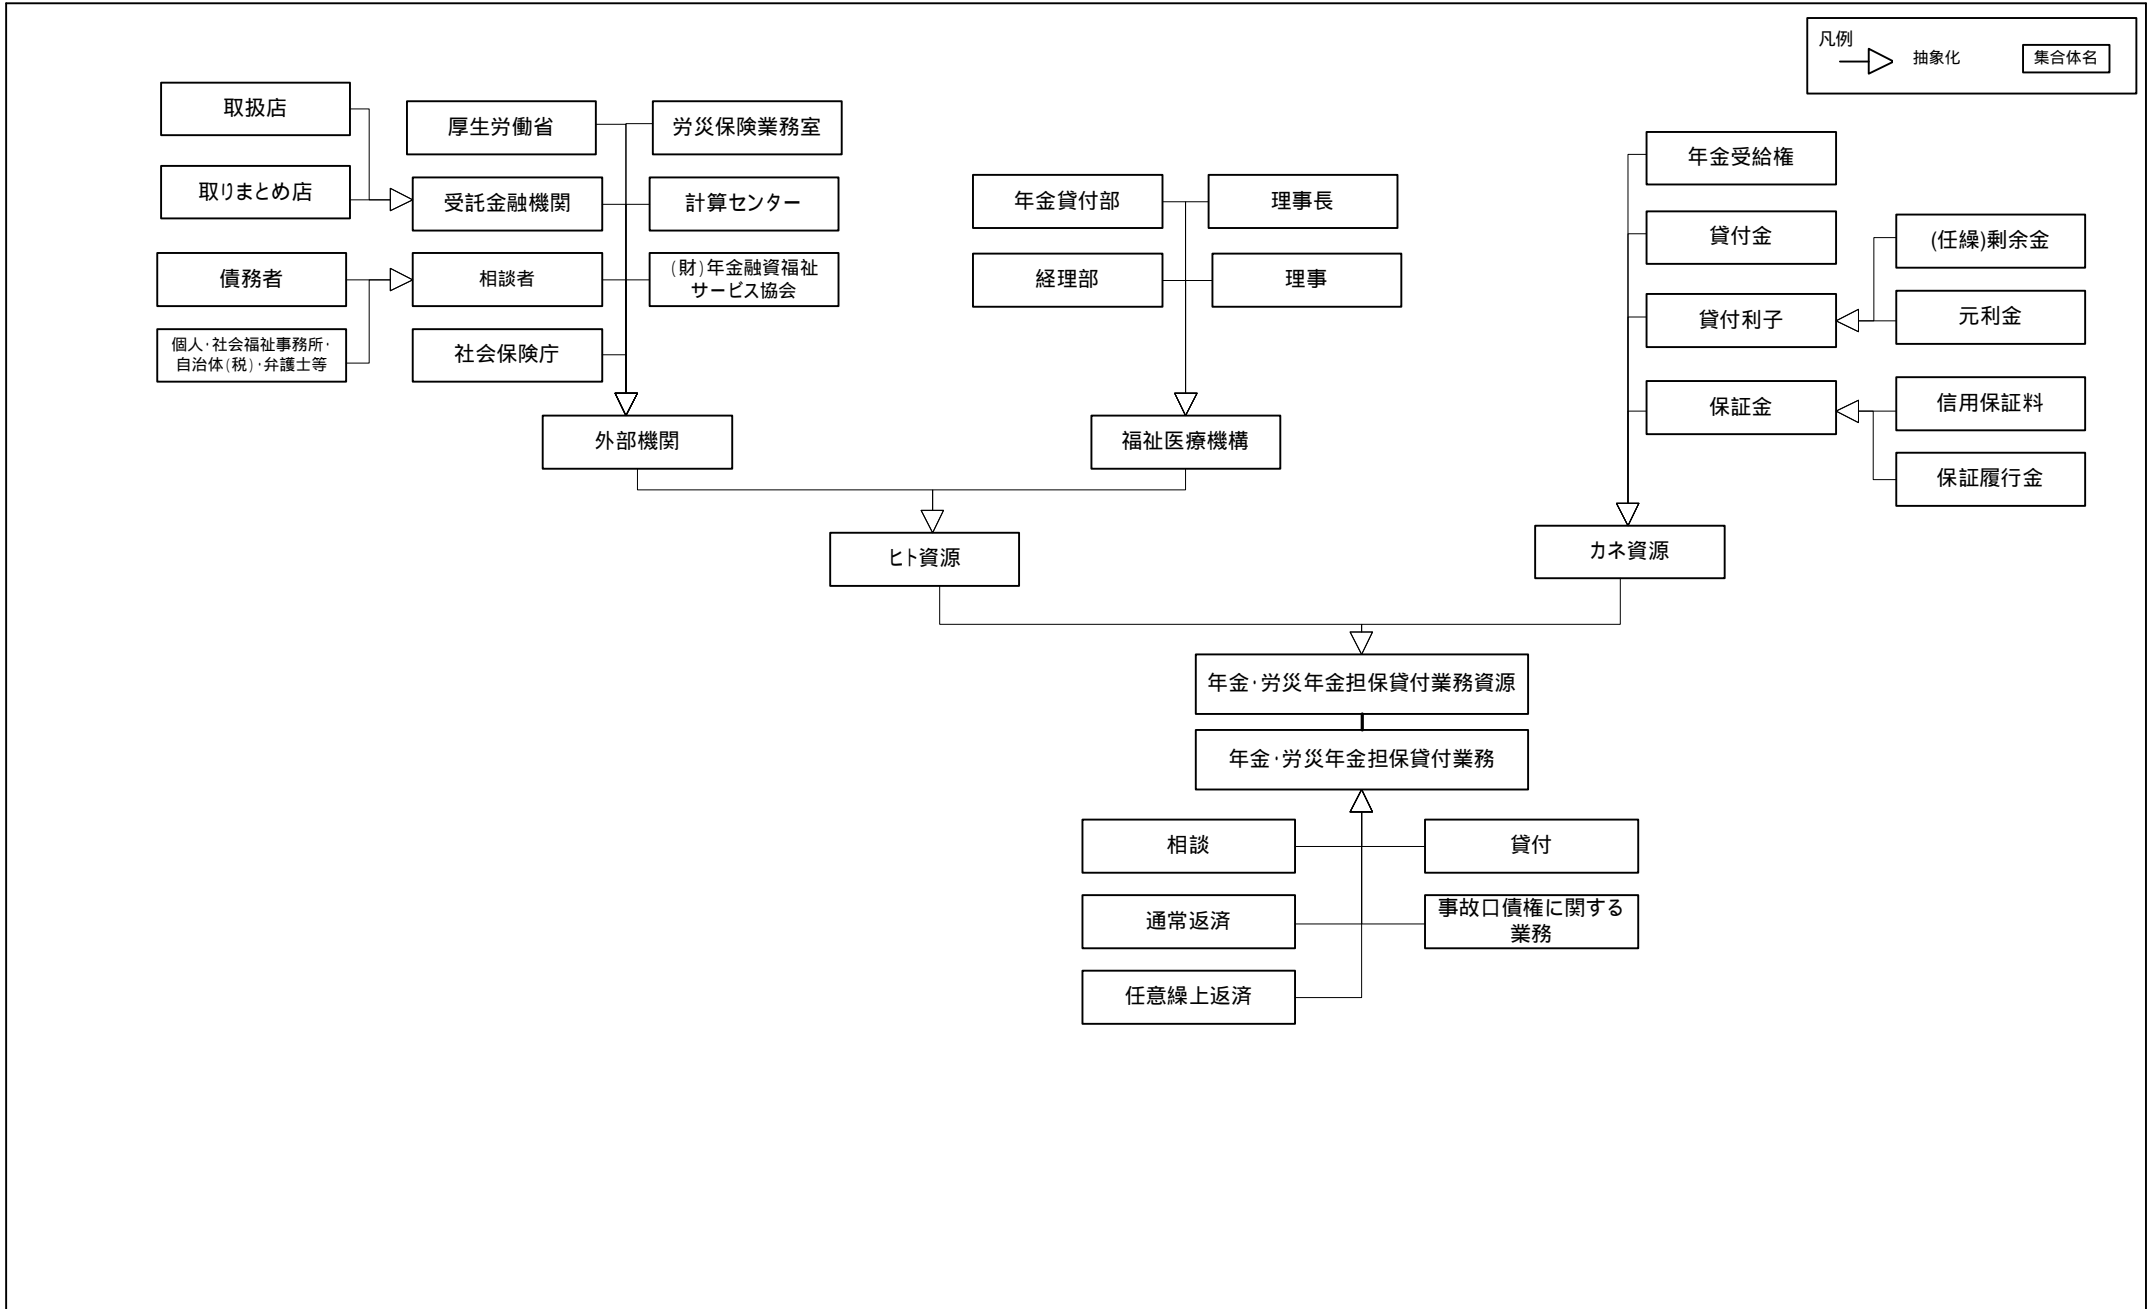 凡例
抽象化
集合体名
取扱店
厚生労働省
労災保険業務室
取りまとめ店
受託金融機関
計算センター
債務者
相談者
(財)年金融資福祉
サービス協会
個人・社会福祉事務所・
自治体(税)・弁護士等
社会保険庁
外部機関
年金貸付部
理事長
経理部
理事
福祉医療機構
年金受給権
貸付金
(任繰)剰余金
貸付利子
元利金
保証金
信用保証料
保証履行金
ヒト資源
カネ資源
年金・労災年金担保貸付業務資源
年金・労災年金担保貸付業務
相談
貸付
通常返済
事故口債権に関する
業務
任意繰上返済